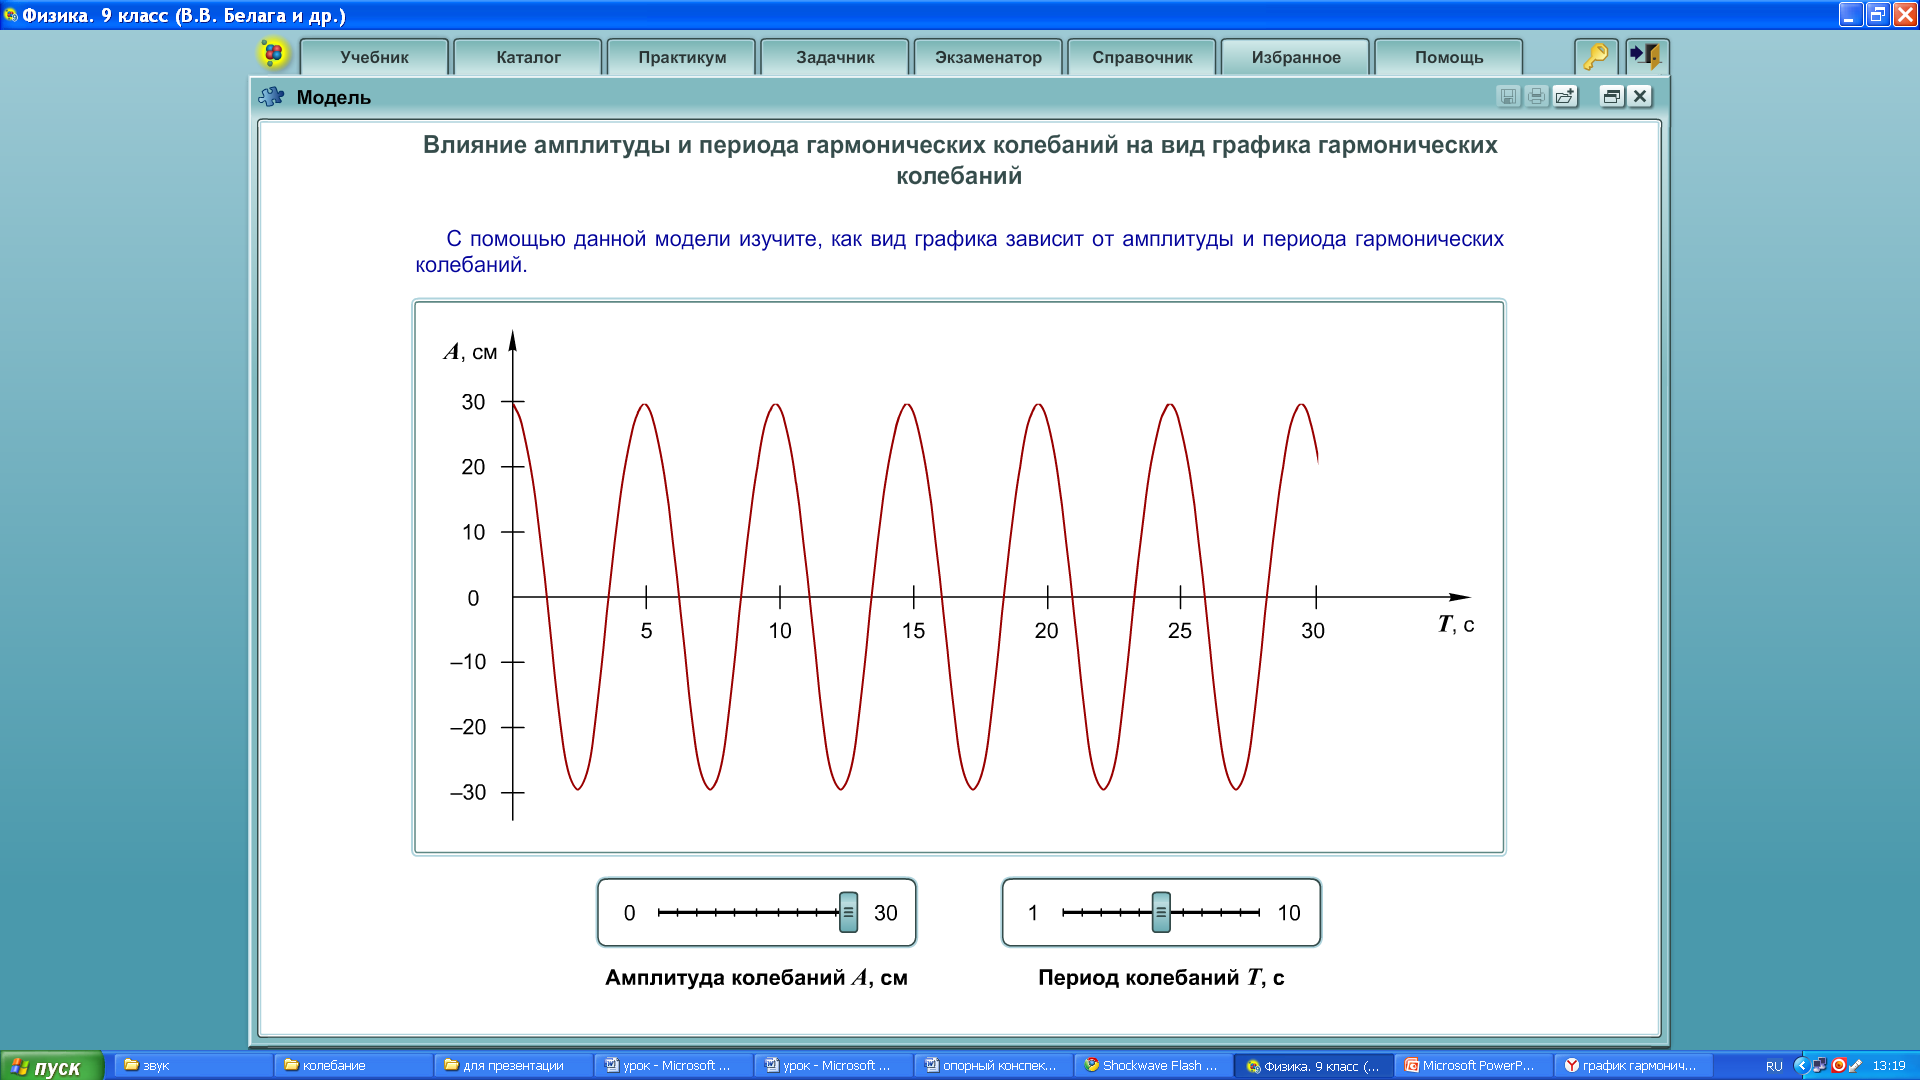 Физика. 9 класс (В.В. Белага и др.)
Учебник Каталог Практикум Задачник Экзаменатор Справочник Избранное Помощь
Модель
Влияние амплитуды и периода гармонических колебаний на вид графика гармонических
колебаний
С помощью данной модели изучите, как вид графика зависит от амплитуды и периода гармонических
колебаний.
A, см
30
20
10
0
5 10 15 20 25 30
T, с
–10
–20
–30
0 30 1 10
Амплитуда колебаний A, см Период колебаний T, с
пуск звук колебание для презентации урок - Microsoft ... урок - Microsoft ... опорный конспек... Shockwave Flash ... Физика. 9 класс (... Microsoft PowerP... график гармонич... RU 13:19